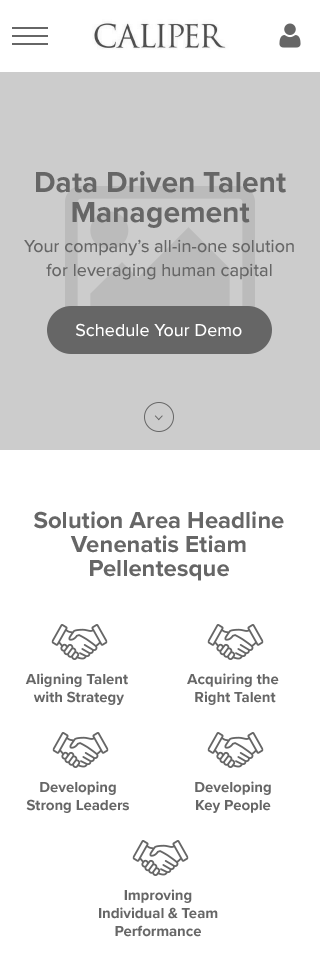 CALIPER
Data Driven Talent
Management
Your company's all-in-one solution
for leveraging human capital
Schedule Your Demo
Solution Area Headline
Venenatis Etiam
Pellentesque
Aligning Talent
with Strategy
Acquiring the
Right Talent
Developing
Strong Leaders
Developing
Key People
Improving
Individual & Team
Performance